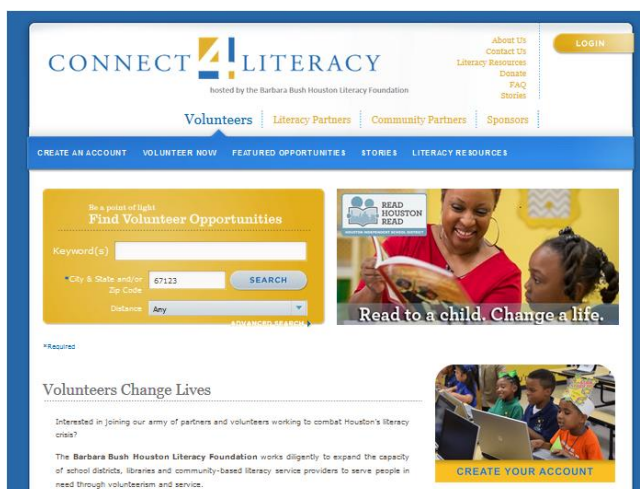 CONNECT 4 LITERACY
hosted by the Barbara Bush Houston Literacy Foundation
About Us
Contact Us
Literacy Resources
Donate
FAQ
Stories
LOGIN
Volunteers
Literacy Partners
Community Partners
Sponsors
CREATE AN ACCOUNT VOLUNTEER NOW FEATURED OPPORTUNITIES STORIES LITERACY RESOURCES
Be a point of light
Find Volunteer Opportunities
Keyword(s)
*City & State and/or
Zip Code
67123
SEARCH
Distance
Any
ADVANCED SEARCH
*Required
READ
HOUSTON
READ
HOUSTON INDEPENDENT SCHOOL DISTRICT
Read to a child. Change a life.
Volunteers Change Lives
Interested in joining our army of partners and volunteers working to combat Houston's literacy
crisis?
The Barbara Bush Houston Literacy Foundation works diligently to expand the capacity
of school districts, libraries and community-based literacy service providers to serve people in
need through volunteerism and service.
CREATE YOUR ACCOUNT